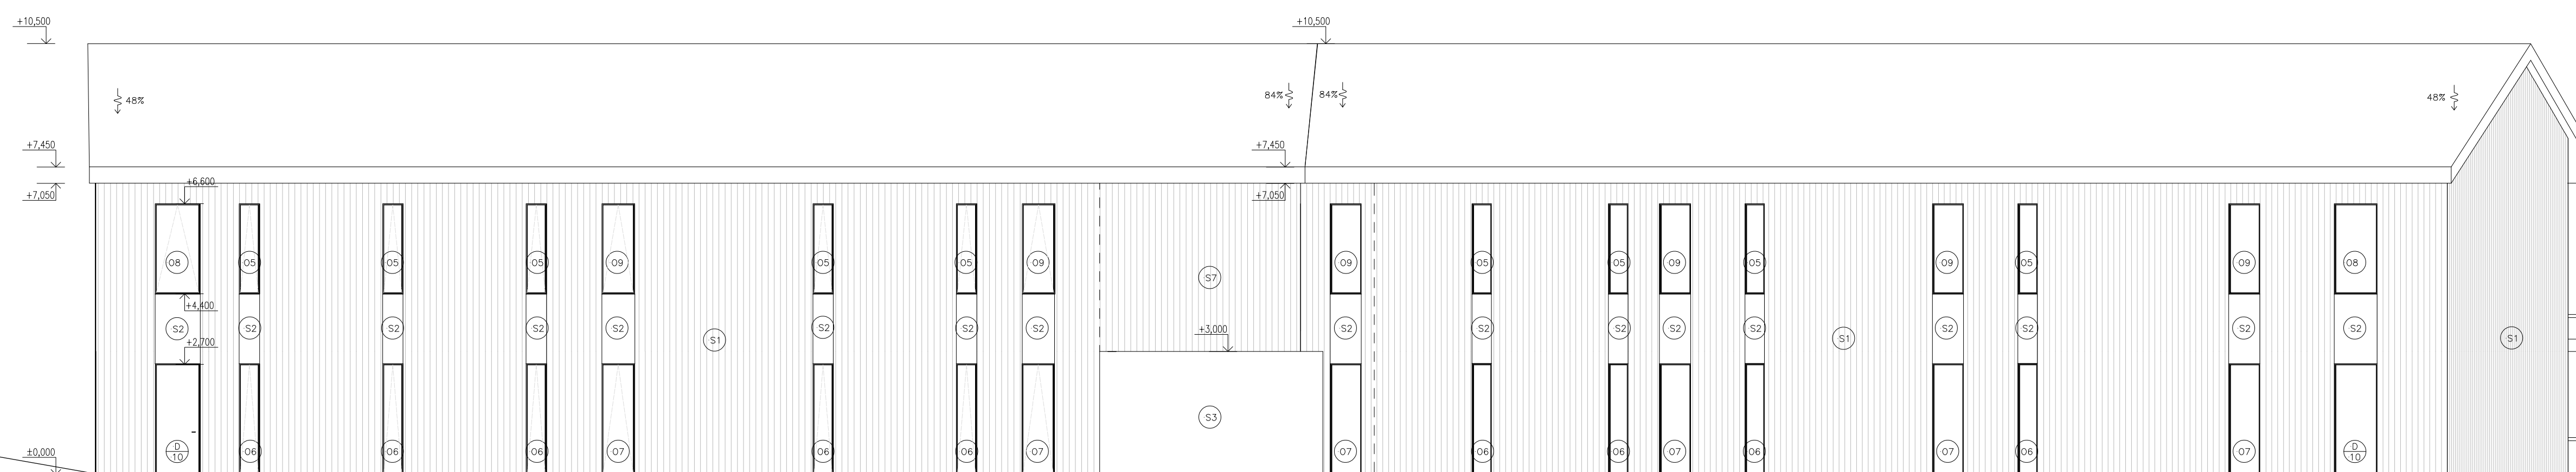 +10,500 +10,500
48% 84% 84% 48%
+7,450 +7,450
+6,600
+7,050 +7,050
08 05 05 05 09 05 05 09 09 05 05 09 05 09 05 09 08
S7
+4,400
S2 S2 S2 S2 S2 S2 S2 S2 S2 S2 S2 S2 S2 S2 S2 S2 S2
+3,000
S1 S1 S1
+2,700
S3
D D
±0,000
10 06 06 06 07 06 06 07 07 06 06 07 06 07 06 07 10